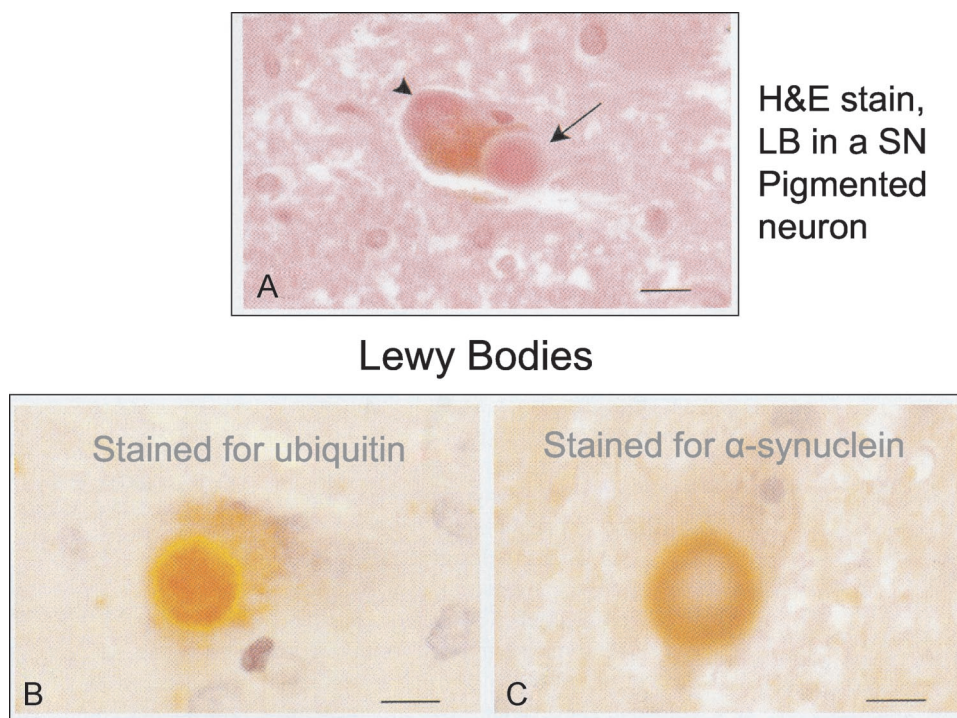 H&E stain,
LB in a SN
Pigmented
neuron
A
Lewy Bodies
Stained for ubiquitin
Stained for α-synuclein
B
C